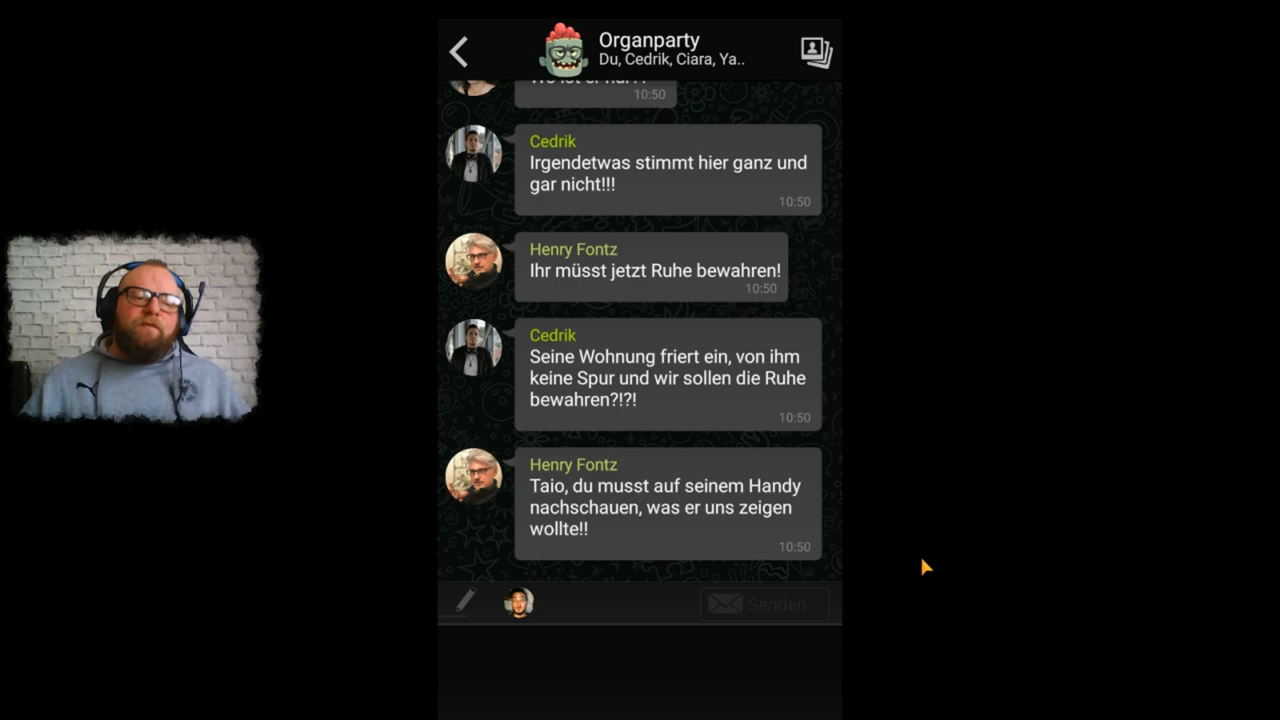 Organparty
Du, Cedrik, Ciara, Ya..
10:50
Cedrik
Irgendetwas stimmt hier ganz und
gar nicht!!!
10:50
Henry Fontz
Ihr müsst jetzt Ruhe bewahren!
10:50
Cedrik
Seine Wohnung friert ein, von ihm
keine Spur und wir sollen die Ruhe
bewahren?!?!
10:50
Henry Fontz
Taio, du musst auf seinem Handy
nachschauen, was er uns zeigen
wollte!!
10:50
Senden